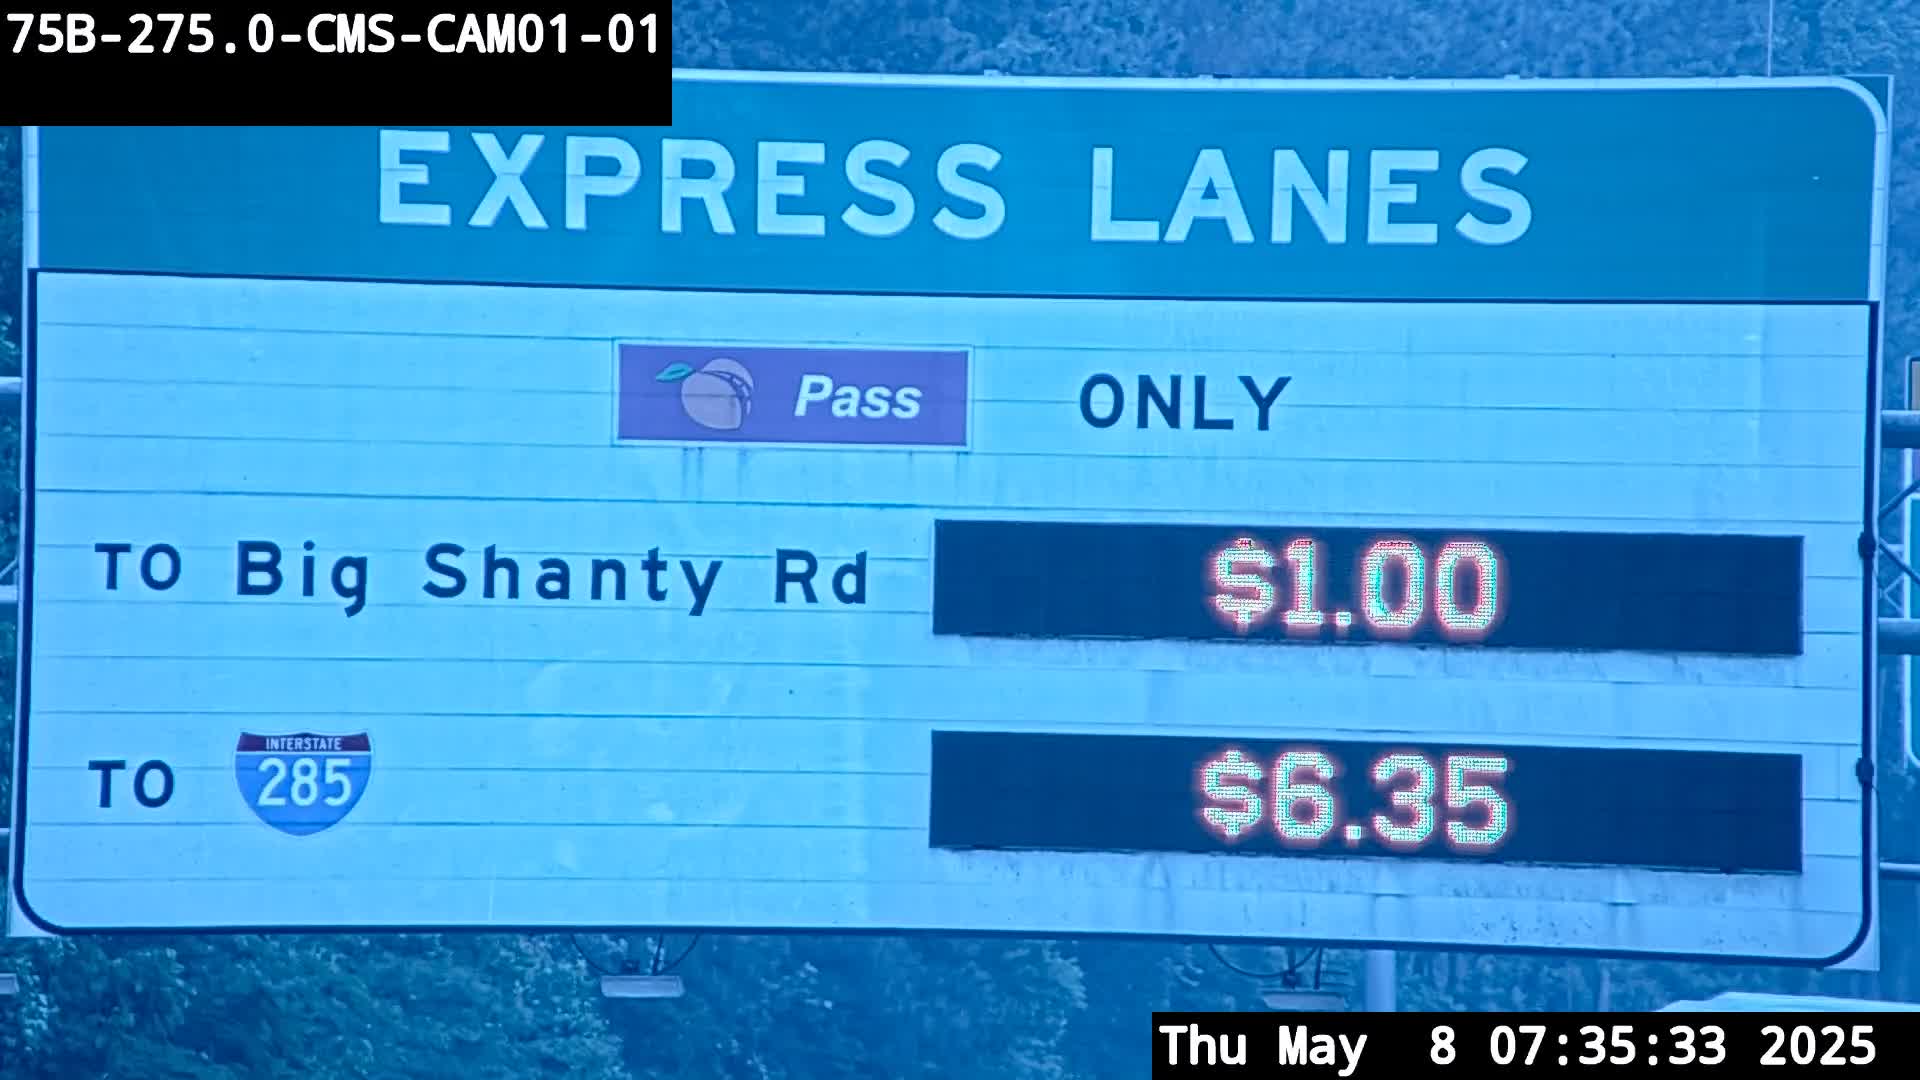 75B-275.0-CMS-CAM01-01
EXPRESS LANES
Pass ONLY
TO Big Shanty Rd $1.00
INTERSTATE
TO 285 $6.35
Thu May 8 07:35:33 2025